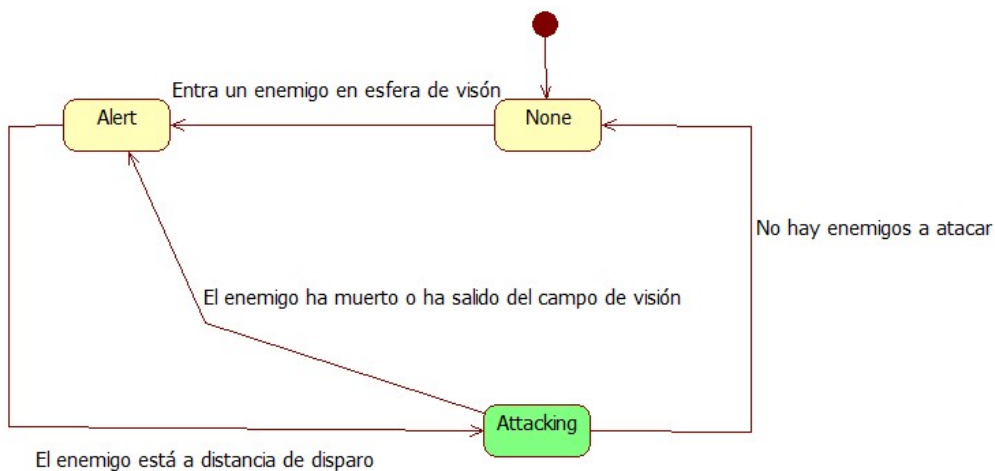 Entra un enemigo en esfera de visón
Alert
None
No hay enemigos a atacar
El enemigo ha muerto o ha salido del campo de visión
Attacking
El enemigo está a distancia de disparo